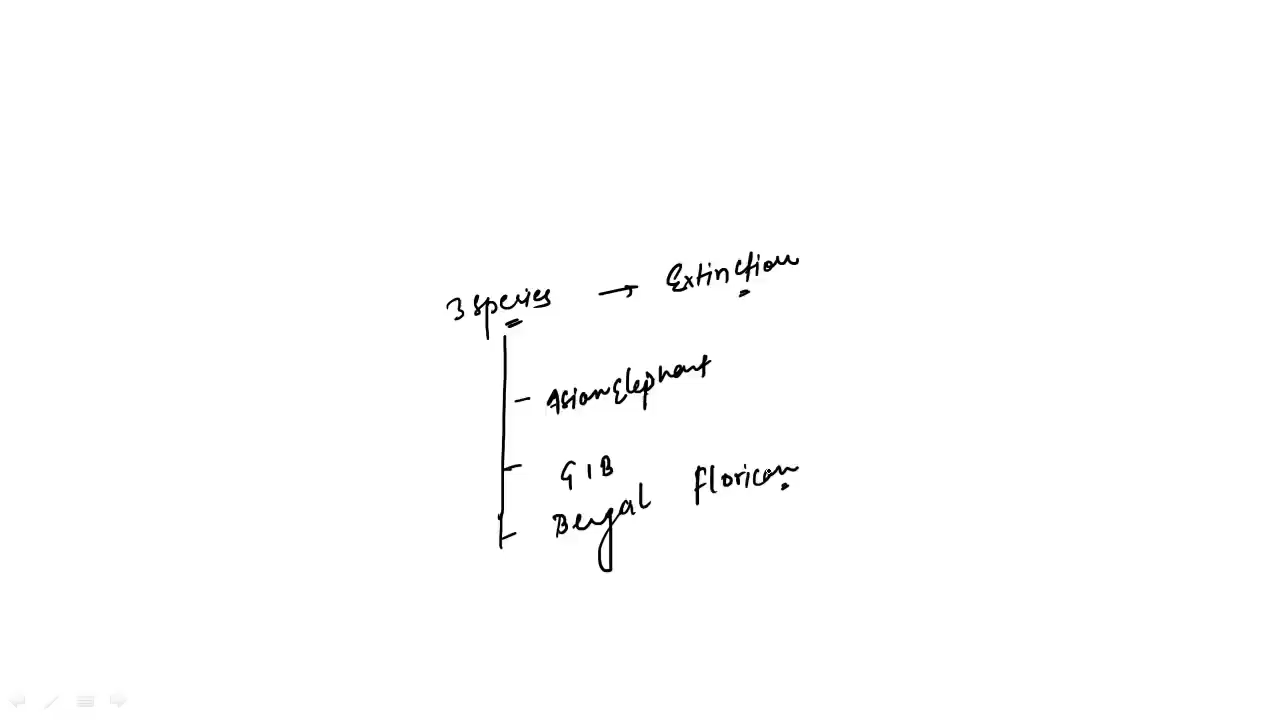 3 species → Extinction
- Asian Elephant
- GIB
- Bengal Florican